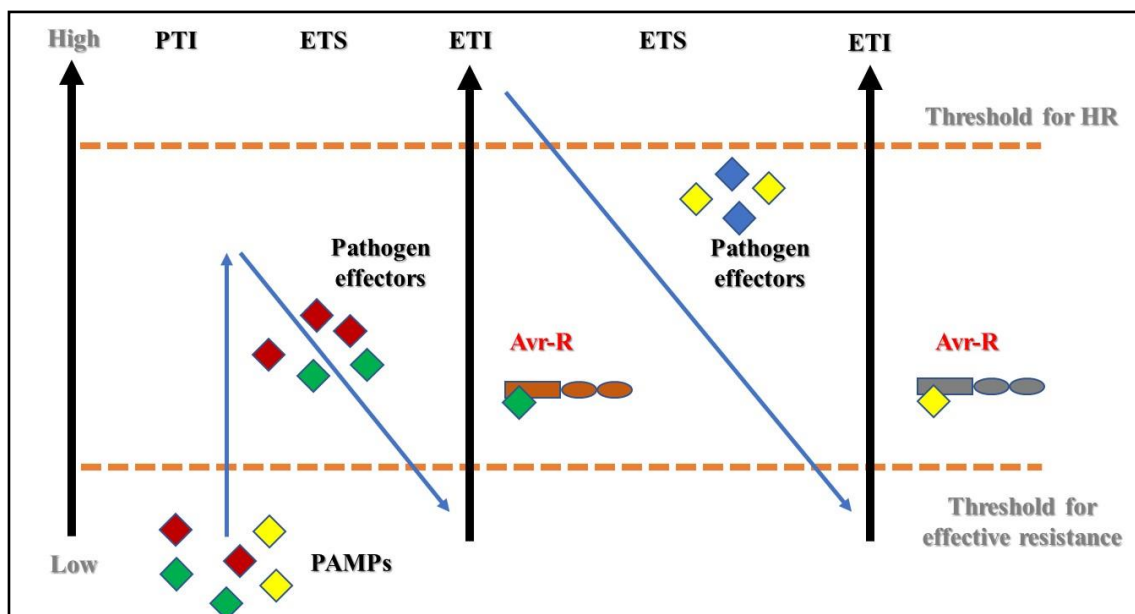 High PTI ETS ETI ETS ETI
Threshold for HR
Pathogen
effectors
Pathogen
effectors
Avr-R
Avr-R
Threshold for
effective resistance
Low
PAMPs